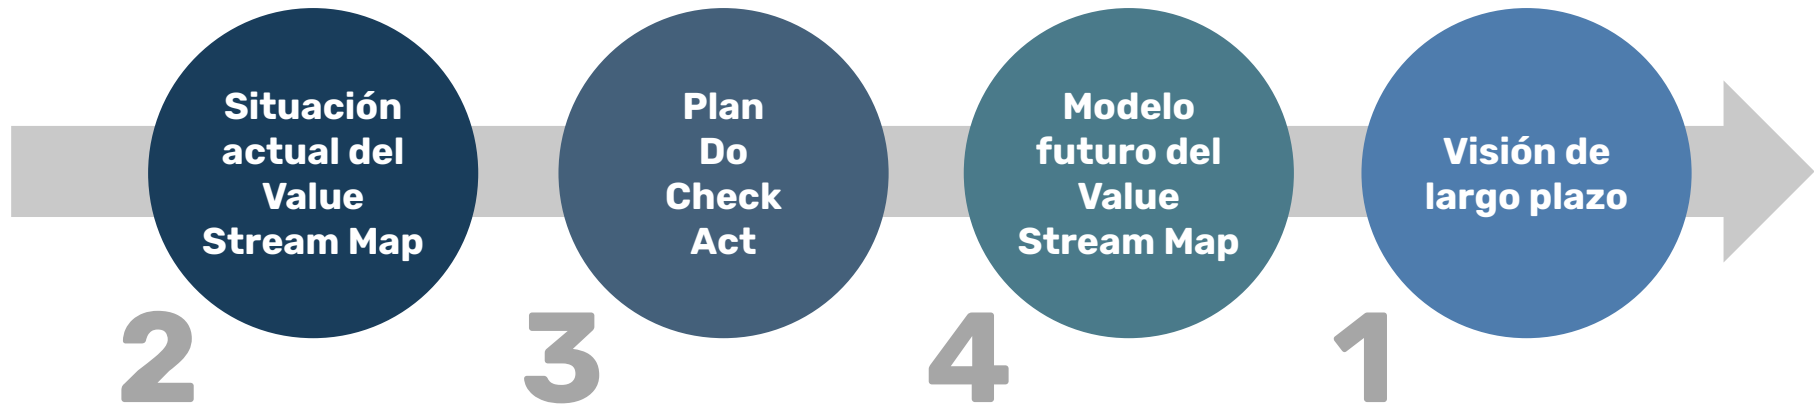 Situación
actual del
Value
Stream Map
2
Plan
Do
Check
Act
3
Modelo
futuro del
Value
Stream Map
4
Visión de
largo plazo
1